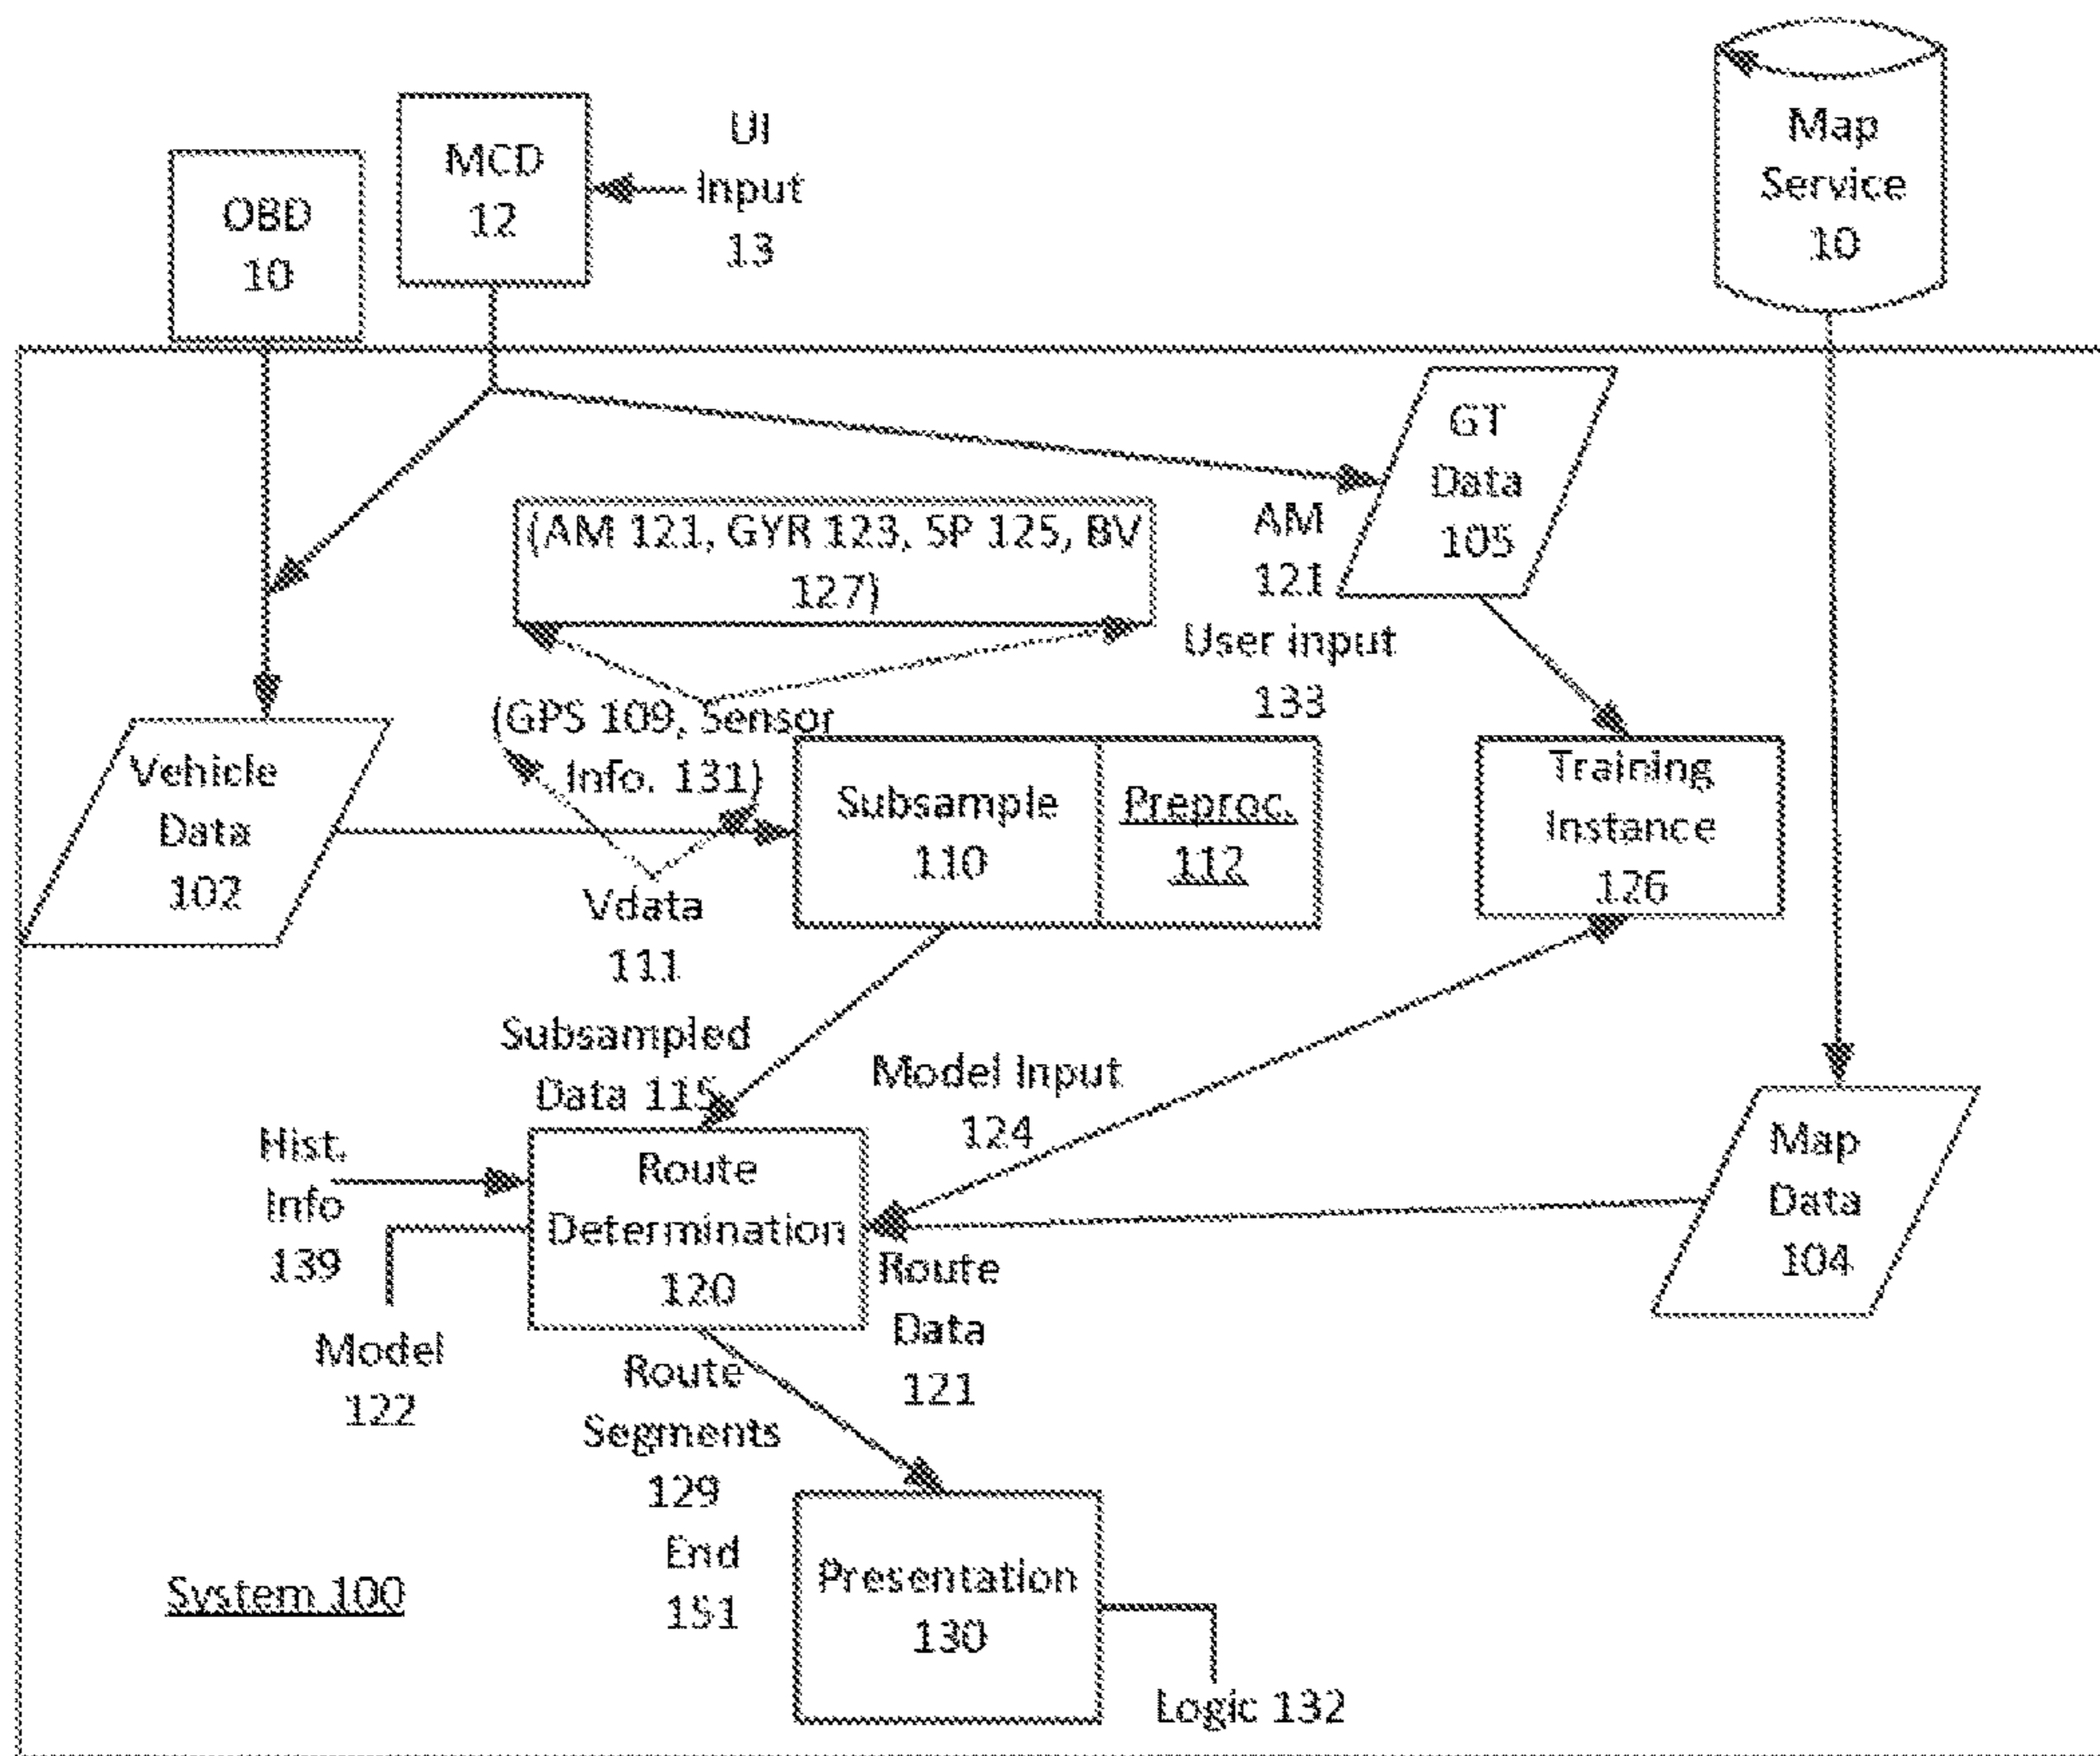 MCD
12
UI
Input
13
OBD
10
Map
Service
10
GT
Data
105
(AM 121, GYR 123, SP 125, BV
127)
AM
121
User input
133
(GPS 109, Sensor
Info. 131)
Vehicle
Data
102
Subsample
110
Preproc.
112
Training
Instance
126
Vdata
111
Subsampled
Data 115
Model Input
124
Hist.
Info
139
Route
Determination
120
Map
Data
104
Model
122
Route
Data
121
Route
Segments
129
End
151
Presentation
130
System 100
Logic 132